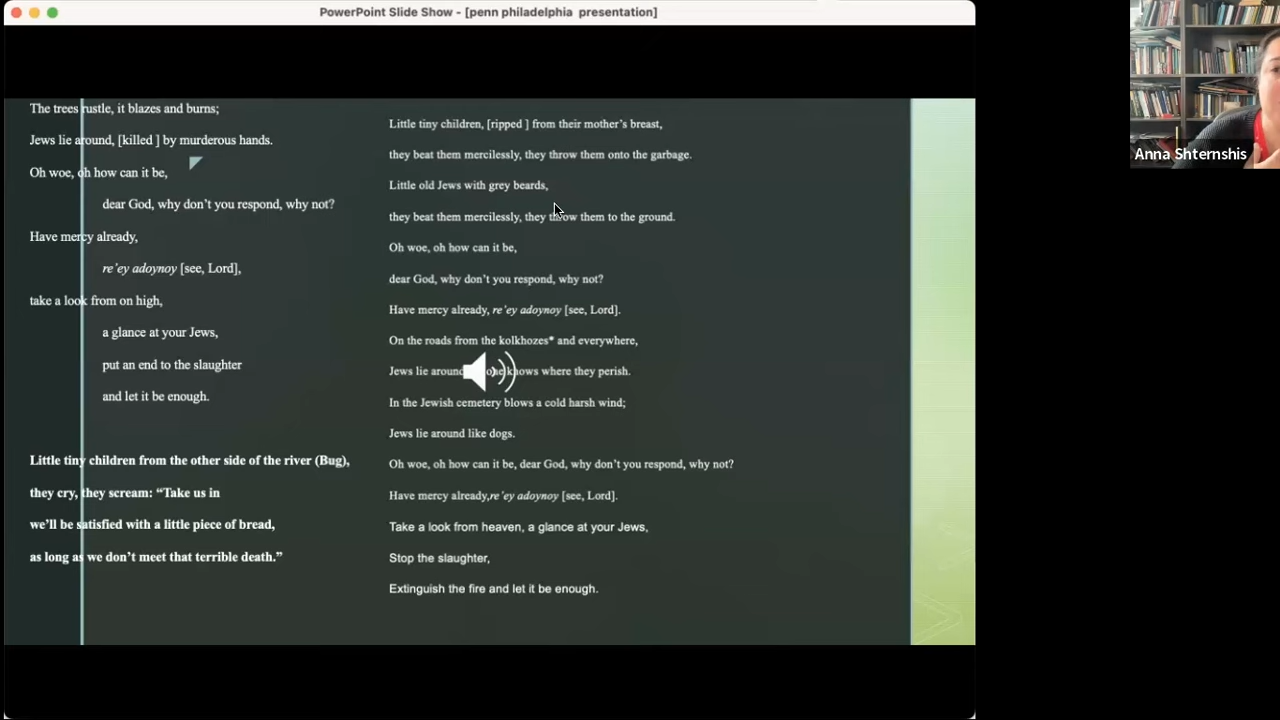 PowerPoint Slide Show - [penn philadelphia presentation]
The trees rustle, it blazes and burns;
Jews lie around, [killed ] by murderous hands.
Oh woe, oh how can it be,
dear God, why don't you respond, why not?
Have mercy already,
re'ey adoynoy [see, Lord],
take a look from on high,
a glance at your Jews,
put an end to the slaughter
and let it be enough.
Little tiny children from the other side of the river (Bug),
they cry, they scream: “Take us in
we'll be satisfied with a little piece of bread,
as long as we don't meet that terrible death.”
Little tiny children, [ripped ] from their mother's breast,
they beat them mercilessly, they throw them onto the garbage.
Little old Jews with grey beards,
they beat them mercilessly, they throw them to the ground.
Oh woe, oh how can it be,
dear God, why don't you respond, why not?
Have mercy already, re'ey adoynoy [see, Lord].
On the roads from the kolkhozes* and everywhere,
Jews lie around knows where they perish.
In the Jewish cemetery blows a cold harsh wind;
Jews lie around like dogs.
Oh woe, oh how can it be, dear God, why don't you respond, why not?
Have mercy already,re'ey adoynoy [see, Lord].
Take a look from heaven, a glance at your Jews,
Stop the slaughter,
Extinguish the fire and let it be enough.
Anna Shternshis